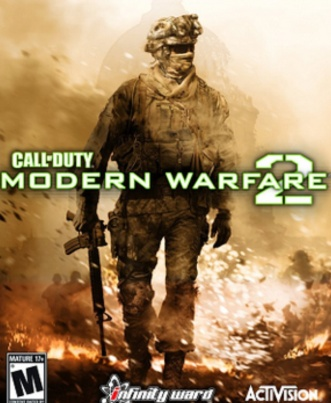 CALL OF DUTY
MODERN WARFARE
2
MATURE 17+
M
infinity ward
ACTIVISION